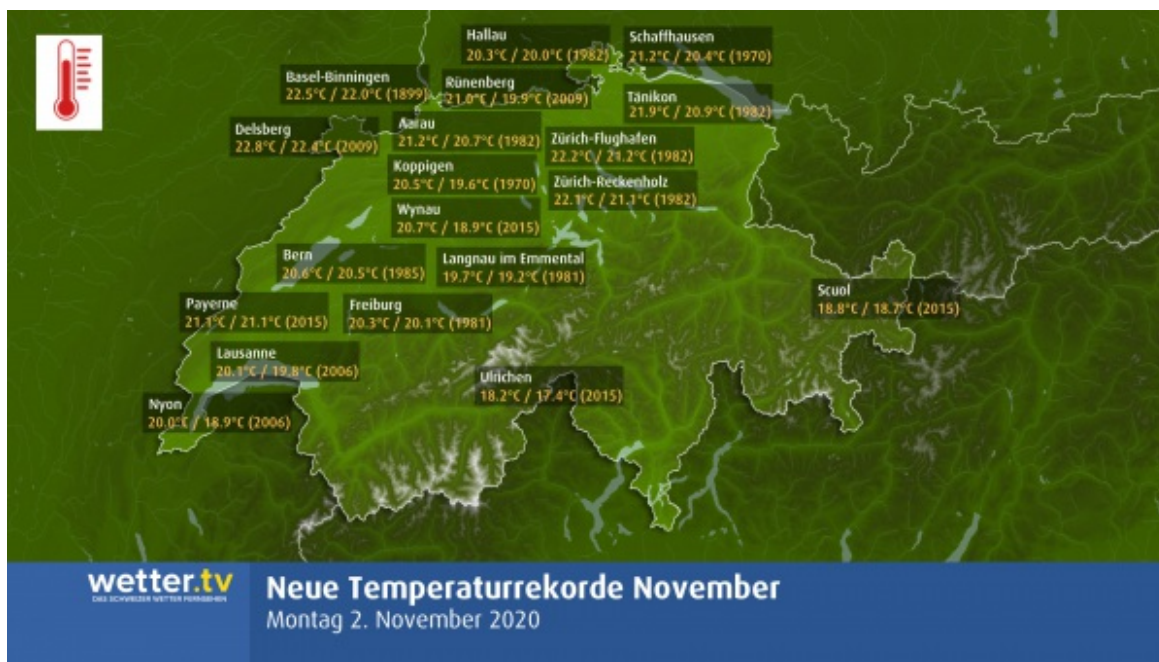 Hallau
20.3°C / 20.0°C (1982)
Schaffhausen
21.2°C / 20.4°C (1970)
Basel-Binningen
22.5°C / 22.0°C (1899)
Rünenberg
21.0°C / 19.9°C (2009)
Tänikon
21.9°C / 20.9°C (1982)
Delsberg
22.8°C / 22.4°C (2009)
Aarau
21.2°C / 20.7°C (1982)
Zürich-Flughafen
22.2°C / 21.2°C (1982)
Koppigen
20.5°C / 19.6°C (1970)
Zürich-Reckenholz
22.1°C / 21.1°C (1982)
Wynau
20.7°C / 18.9°C (2015)
Bern
20.6°C / 20.5°C (1985)
Langnau im Emmental
19.7°C / 19.2°C (1981)
Scuol
18.8°C / 18.7°C (2015)
Payerne
21.1°C / 21.1°C (2015)
Freiburg
20.3°C / 20.1°C (1981)
Lausanne
20.1°C / 19.8°C (2006)
Ulrichen
18.2°C / 17.4°C (2015)
Nyon
20.0°C / 18.9°C (2006)
wetter.tv
DAS SCHWEIZER WETTER FERNSEHEN
Neue Temperaturrekorde November
Montag 2. November 2020